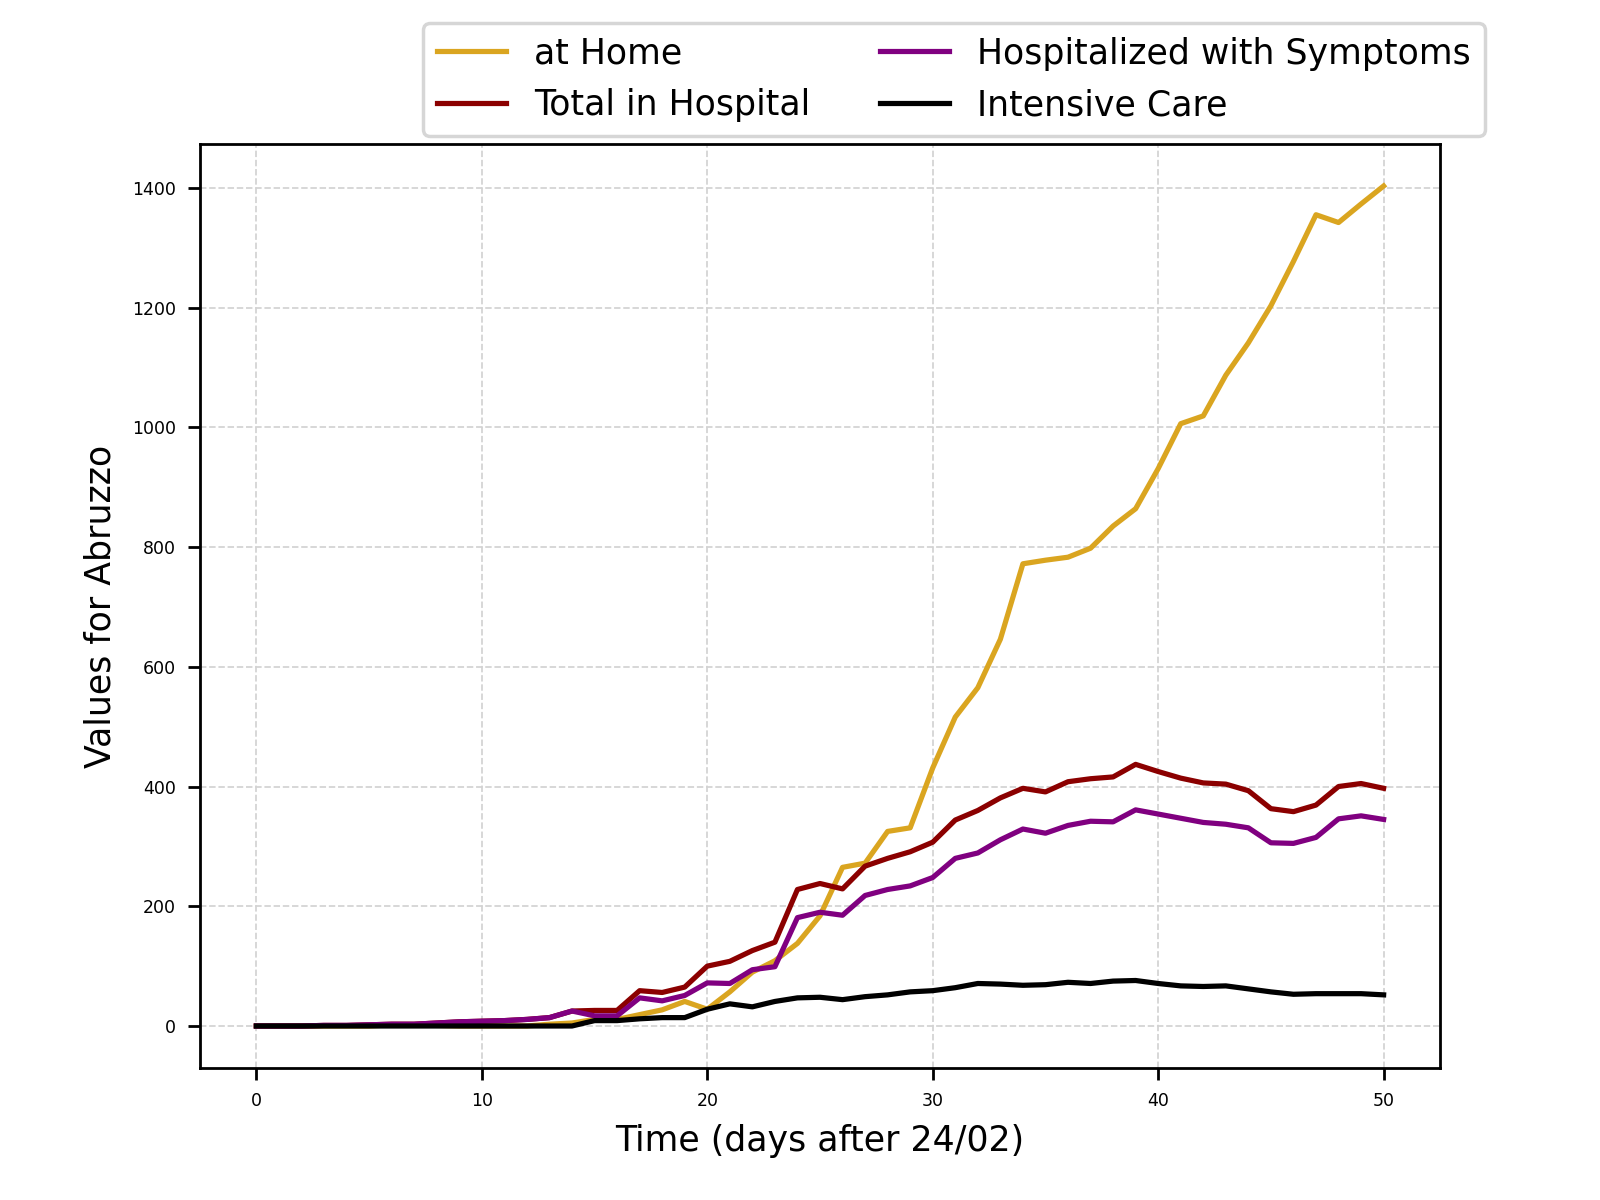 at Home
Total in Hospital
Hospitalized with Symptoms
Intensive Care
1400
1200
1000
800
600
400
200
0
Values for Abruzzo
0 10 20 30 40 50
Time (days after 24/02)